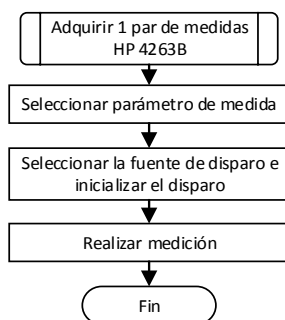 Adquirir 1 par de medidas
HP 4263B
Seleccionar parámetro de medida
Seleccionar la fuente de disparo e
inicializar el disparo
Realizar medición
Fin